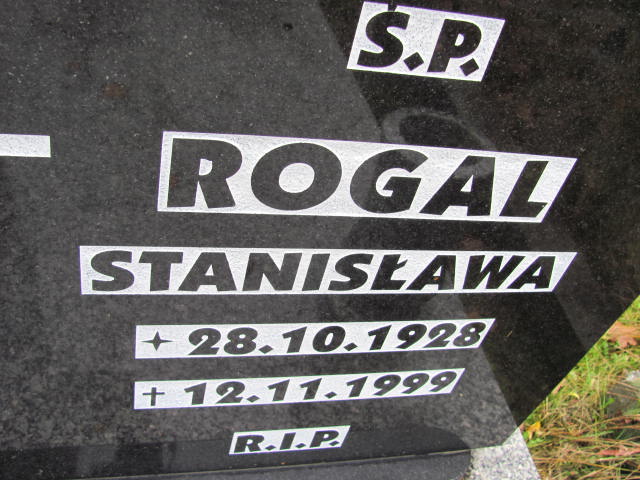 Ś.P.
ROGAL
STANISŁAWA
✦ 28.10.1928
✝ 12.11.1999
R.I.P.